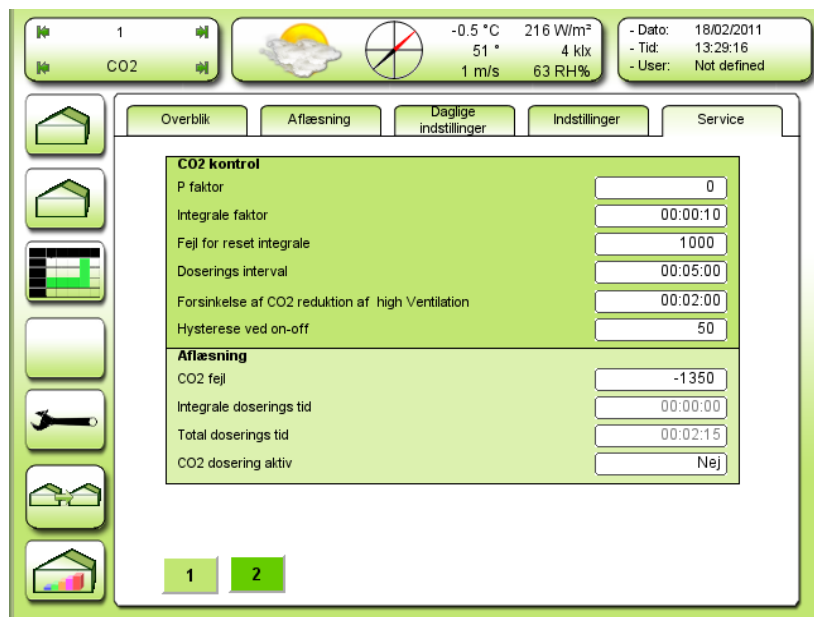 1
CO2
-0.5 °C 216 W/m²
51 ° 4 klx
1 m/s 63 RH%
- Dato: 18/02/2011
- Tid: 13:29:16
- User: Not defined
Overblik
Aflæsning
Daglige
indstillinger
Indstillinger
Service
CO2 kontrol
P faktor 0
Integrale faktor 00:00:10
Fejl for reset integrale 1000
Doserings interval 00:05:00
Forsinkelse af CO2 reduktion af high Ventilation 00:02:00
Hysterese ved on-off 50
Aflæsning
CO2 fejl -1350
Integrale doserings tid 00:00:00
Total doserings tid 00:02:15
CO2 dosering aktiv Nej
1 2